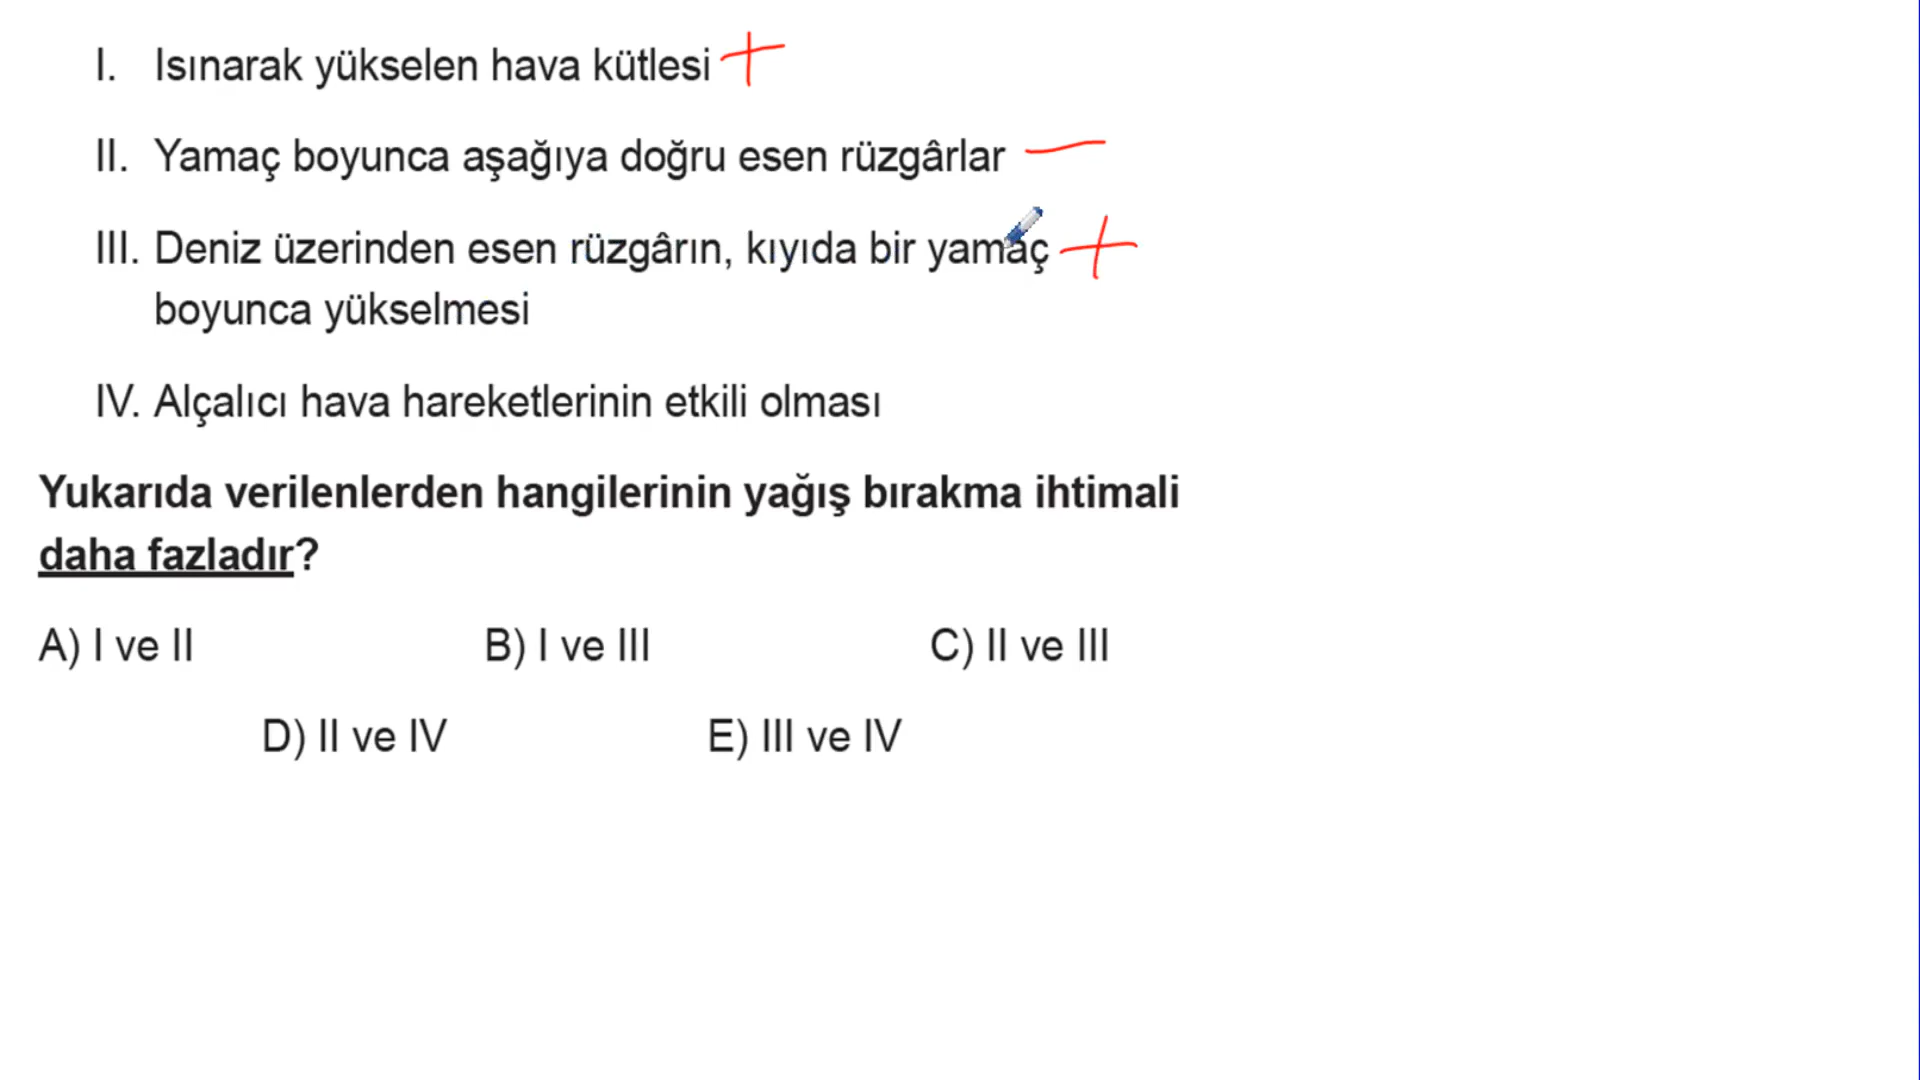 I. Isınarak yükselen hava kütlesi +
II. Yamaç boyunca aşağıya doğru esen rüzgârlar —
III. Deniz üzerinden esen rüzgârın, kıyıda bir yamaç +
boyunca yükselmesi
IV. Alçalıcı hava hareketlerinin etkili olması
Yukarıda verilenlerden hangilerinin yağış bırakma ihtimali
daha fazladır?
A) I ve II B) I ve III C) II ve III
D) II ve IV E) III ve IV